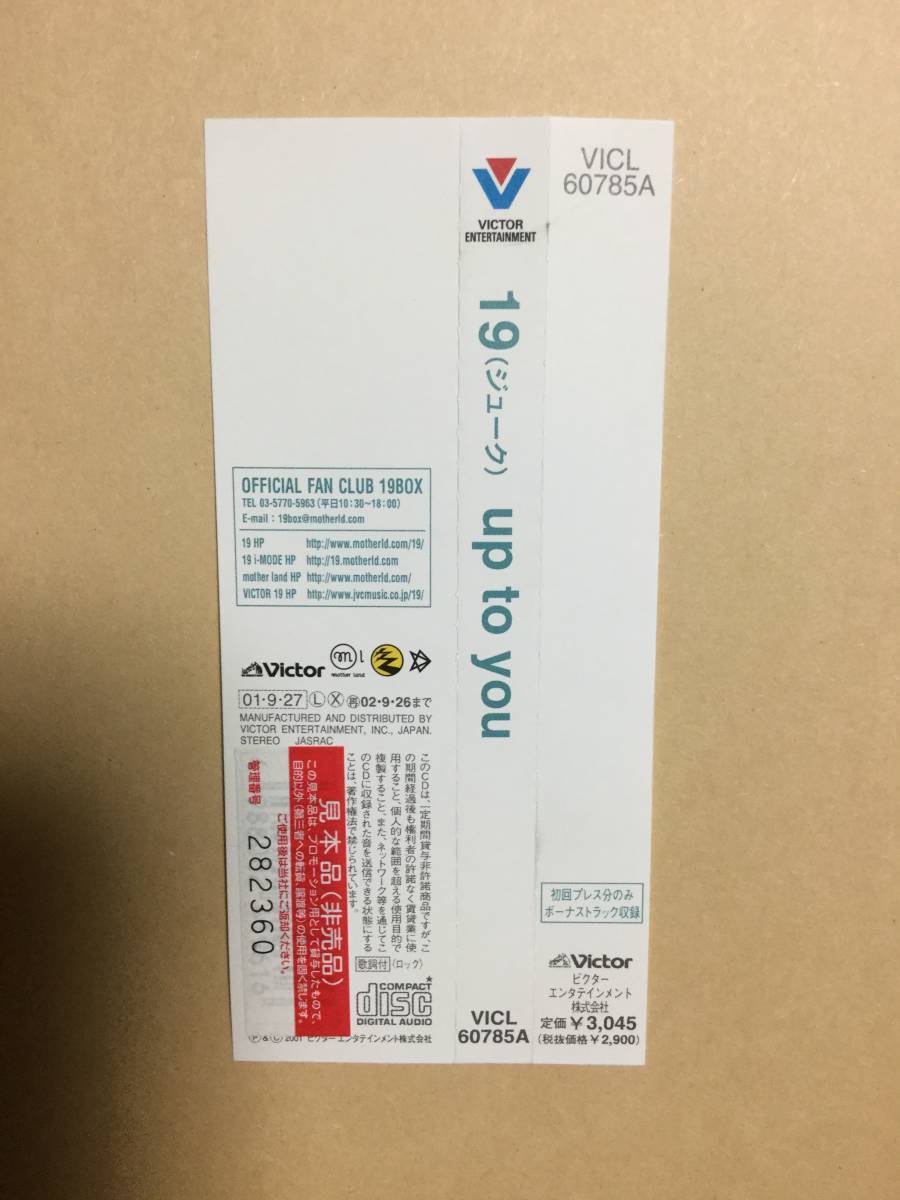 VICL
60785A
初回プレス分のみ
ボーナストラック収録
Victor
ビクター
エンタテインメント
株式会社
定価￥3,045
(税抜価格￥2,900)
VICTOR
ENTERTAINMENT
19(ジューク) up to you
VICL
60785A
OFFICIAL FAN CLUB 19BOX
TEL 03-5770-5963(平日10:30~18:00)
E-mail：19box@motherld.com
19 HP http://www.motherld.com/19/
19 i-MODE HP http://19.motherld.com
mother land HP http://www.motherld.com/
VICTOR 19 HP http://www.jvcmusic.co.jp/19/
Victor
mother land
01・9・27 Ⓛ Ⓧ ㊞02・9・26まで
MANUFACTURED AND DISTRIBUTED BY
VICTOR ENTERTAINMENT, INC., JAPAN.
STEREO JASRAC
このCDは、一定期間貸与非許諾商品ですが、こ
の期間経過後も権利者の許諾なく賃貸業に使
用すること、個人的な範囲を超える使用目的で
複製すること、また、ネットワーク等を通じてこ
のCDに収録された音を送信できる状態にする
ことは、著作権法で禁じられています。
歌詞付(ロック)
見本品(非売品)
この見本品は、プロモーション用として貸与したもので、
目的以外(第三者への転貸、譲渡等)の使用を固く禁じます。
ご使用後は当社にご返却ください。
管理番号 282360
COMPACT
disc
DIGITAL AUDIO
Ⓟ&Ⓒ 2001 ビクターエンタテインメント株式会社